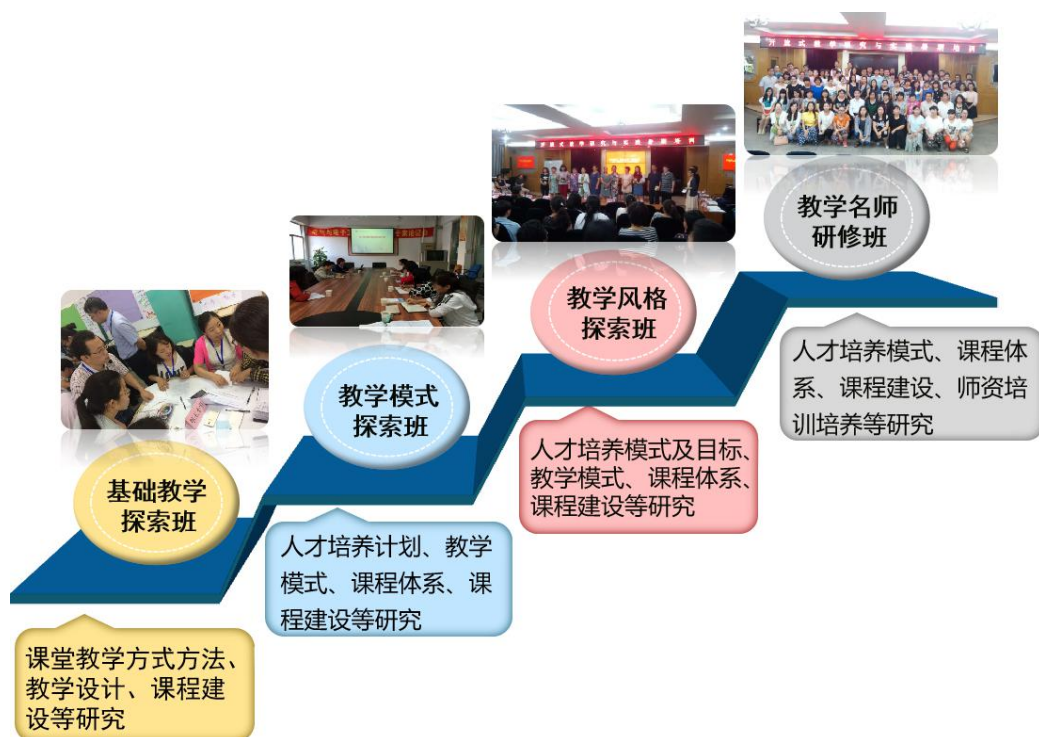 基础教学
探索班
课堂教学方式方法、
教学设计、课程建
设等研究
教学模式
探索班
人才培养计划、教学
模式、课程体系、课
程建设等研究
教学风格
探索班
人才培养模式及目标、
教学模式、课程体系、
课程建设等研究
教学名师
研修班
人才培养模式、课程体
系、课程建设、师资培
训培养等研究